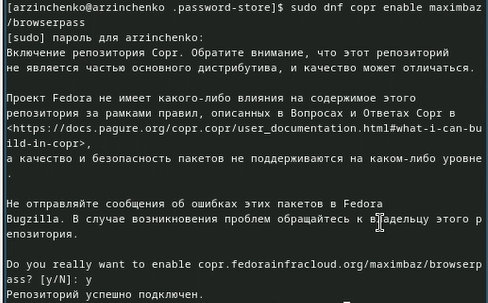 [arzinchenko@arzinchenko .password-store]$ sudo dnf copr enable maximbaz
/browserpass
[sudo] пароль для arzinchenko:
Включение репозитория Copr. Обратите внимание, что этот репозиторий
не является частью основного дистрибутива, и качество может отличаться.

Проект Fedora не имеет какого-либо влияния на содержимое этого
репозитория за рамками правил, описанных в Вопросах и Ответах Copr в
<https://docs.pagure.org/copr.copr/user_documentation.html#what-i-can-bu
ild-in-copr>,
а качество и безопасность пакетов не поддерживаются на каком-либо уровне
.

Не отправляйте сообщения об ошибках этих пакетов в Fedora
Bugzilla. В случае возникновения проблем обращайтесь к владельцу этого р
епозитория.

Do you really want to enable copr.fedorainfracloud.org/maximbaz/browserp
ass? [y/N]: y
Репозиторий успешно подключен.